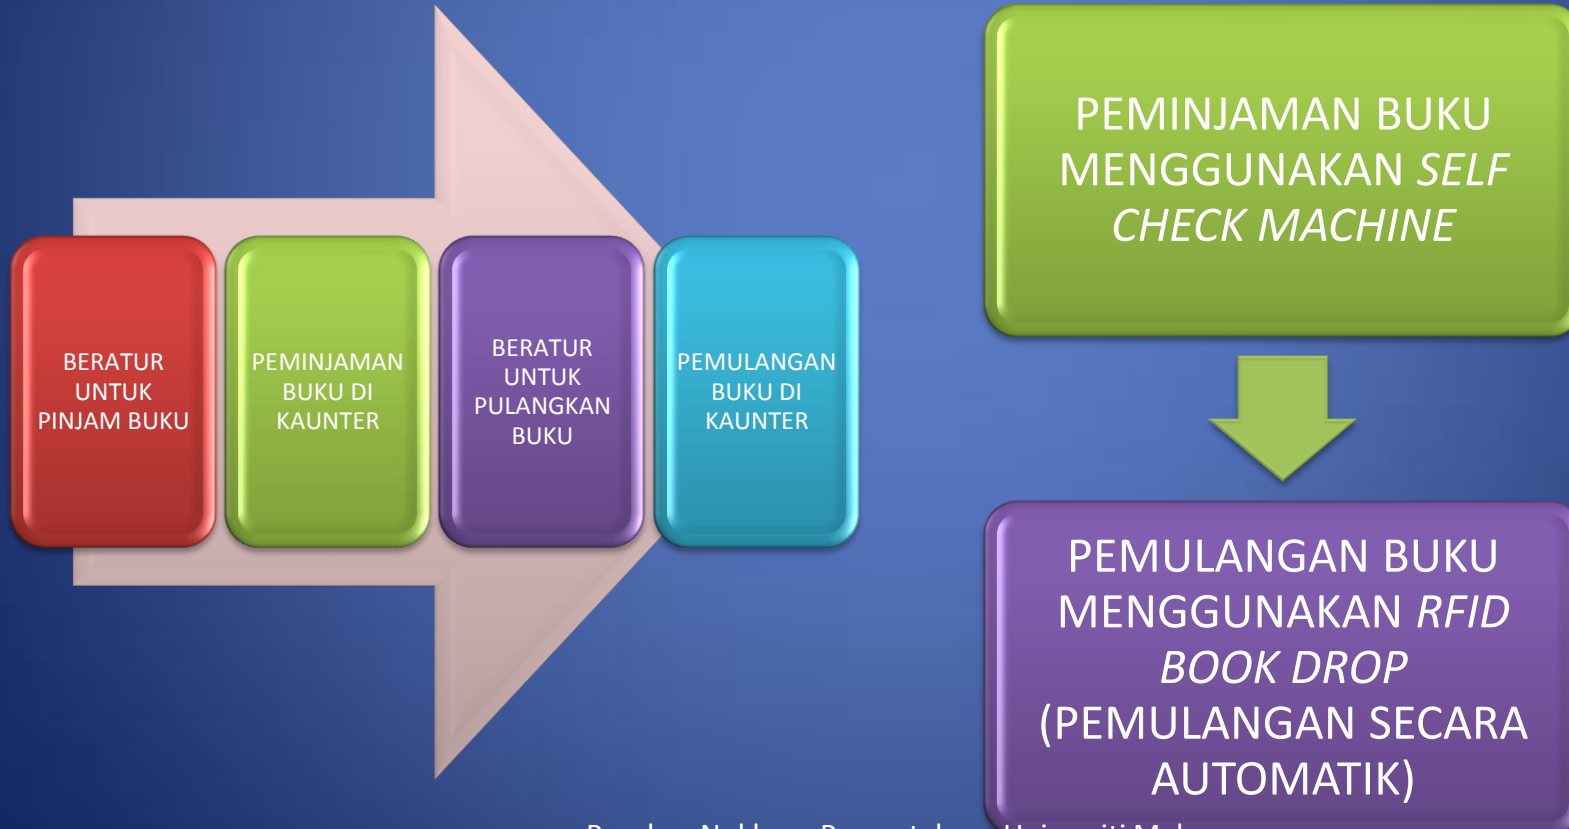 BERATUR
UNTUK
PINJAM BUKU
PEMINJAMAN
BUKU DI
KAUNTER
BERATUR
UNTUK
PULANGKAN
BUKU
PEMULANGAN
BUKU DI
KAUNTER
PEMINJAMAN BUKU
MENGGUNAKAN SELF
CHECK MACHINE
PEMULANGAN BUKU
MENGGUNAKAN RFID
BOOK DROP
(PEMULANGAN SECARA
AUTOMATIK)